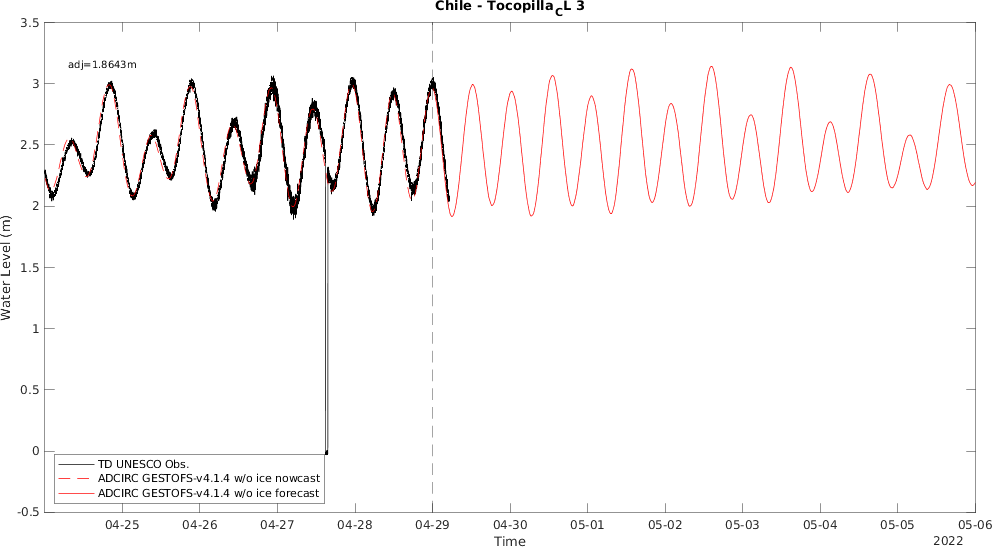 Chile - Tocopilla_CL 3
adj=1.8643m
3.5
3
2.5
2
1.5
1
0.5
0
-0.5
Water Level (m)
TD UNESCO Obs.
ADCIRC GESTOFS-v4.1.4 w/o ice nowcast
ADCIRC GESTOFS-v4.1.4 w/o ice forecast
04-25 04-26 04-27 04-28 04-29 04-30 05-01 05-02 05-03 05-04 05-05 05-06
Time
2022